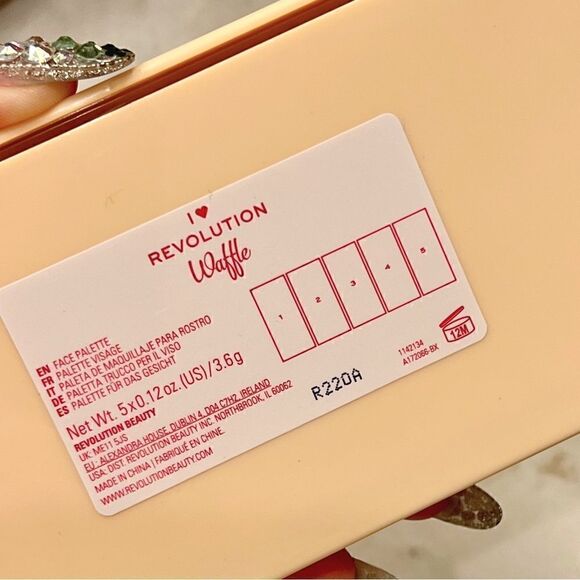 I ♥
REVOLUTION
Waffle
1 2 3 4 5
EN FACE PALETTE
FR PALETTE VISAGE
IT PALETA DE MAQUILLAJE PARA ROSTRO
DE PALETTA TRUCCO PER IL VISO
ES PALETTE FÜR DAS GESICHT
Net Wt. 5x0.12oz.(US)/3.6g
REVOLUTION BEAUTY
UK: ME11 5JS
EU - ALEXANDRA HOUSE, DUBLIN 4, D04 C7H2, IRELAND
USA: DIST. REVOLUTION BEAUTY INC. NORTHBROOK, IL 60062
MADE IN CHINA | FABRIQUÉ EN CHINE.
WWW.REVOLUTIONBEAUTY.COM
12M
1142134
A172066-BX
R220A